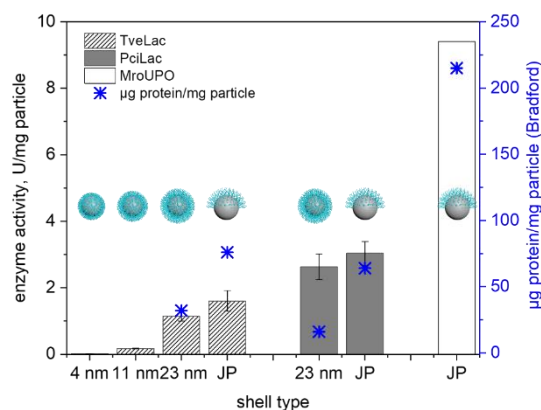 10
8
6
4
2
0
enzyme activity, U/mg particle
TveLac
PciLac
MroUPO
µg protein/mg particle
250
200
150
100
50
0
µg protein/mg particle (Bradford)
4 nm 11 nm 23 nm JP 23 nm JP JP
shell type